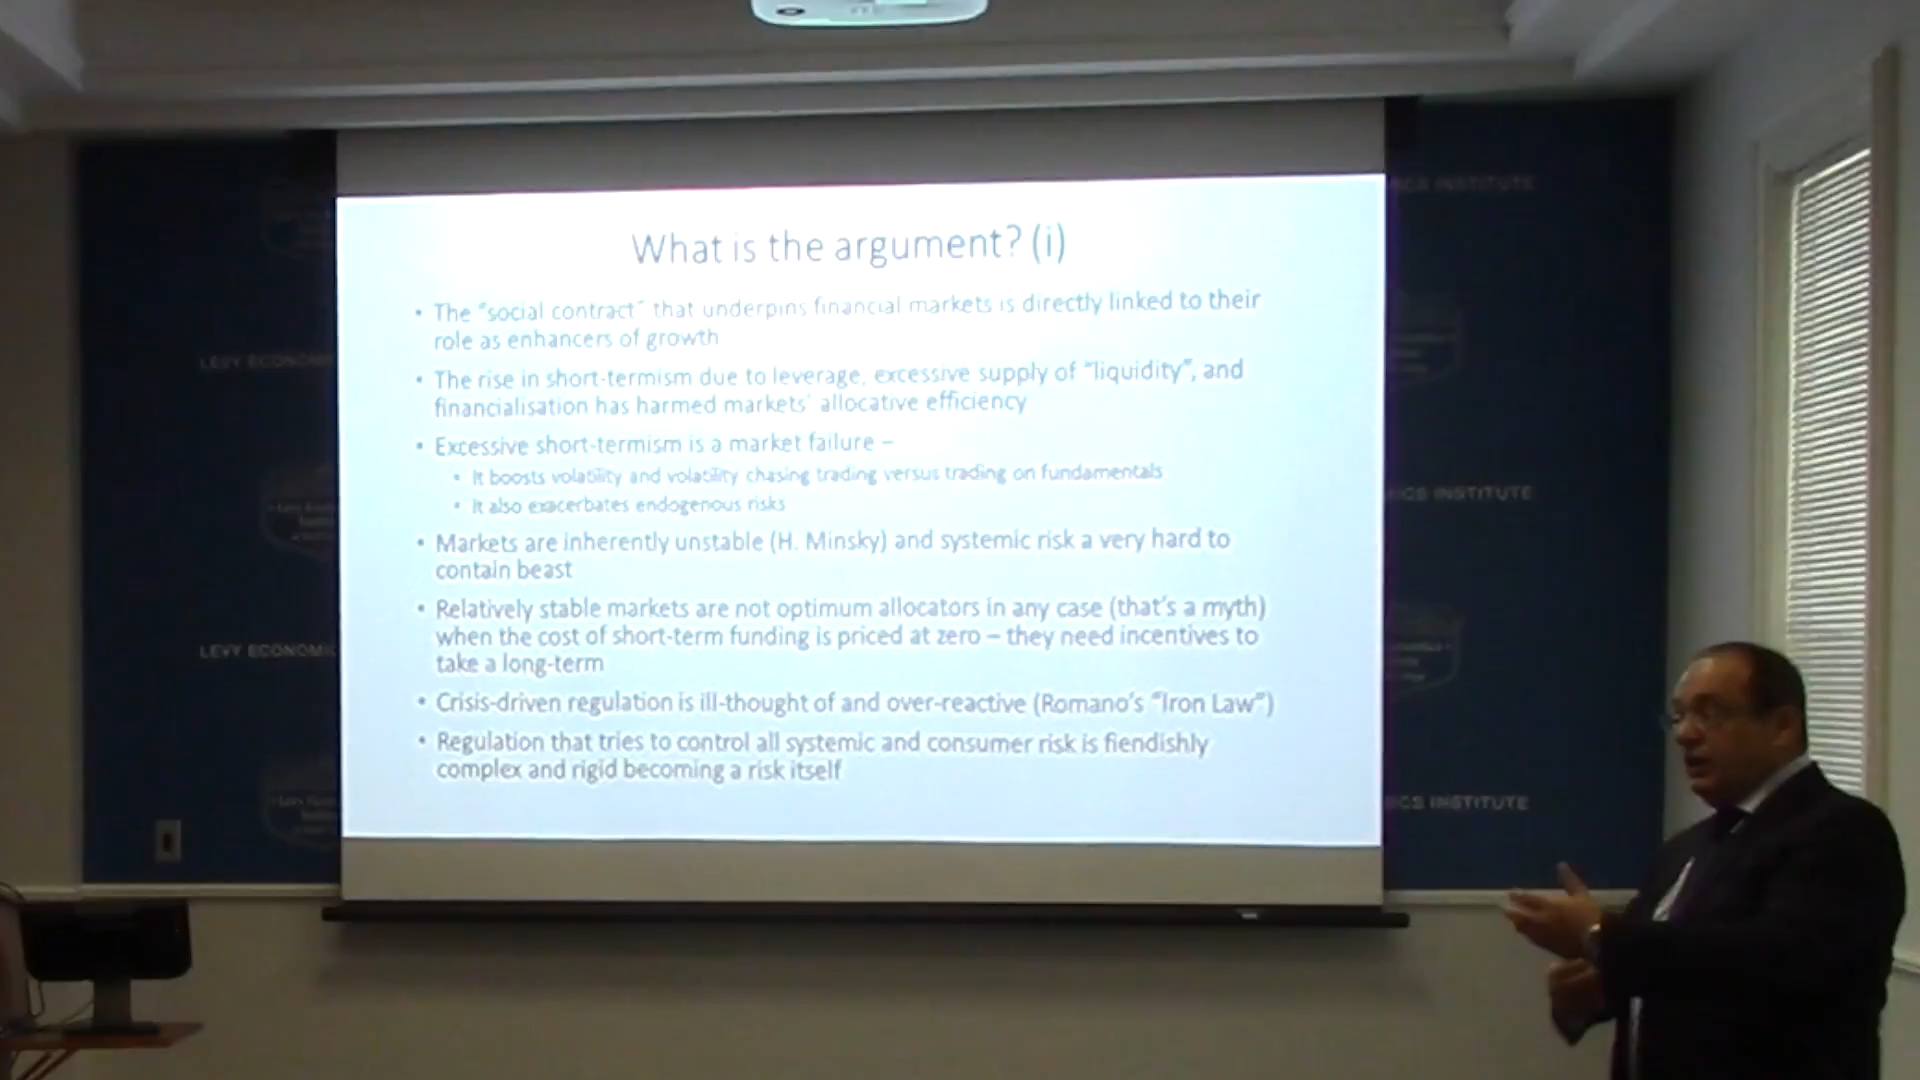 What is the argument? (i)
• The "social contract" that underpins financial markets is directly linked to their
role as enhancers of growth
• The rise in short-termism due to leverage, excessive supply of "liquidity", and
financialisation has harmed markets' allocative efficiency
• Excessive short-termism is a market failure –
• It boosts volatility and volatility chasing trading versus trading on fundamentals
• It also exacerbates endogenous risks
• Markets are inherently unstable (H. Minsky) and systemic risk a very hard to
contain beast
• Relatively stable markets are not optimum allocators in any case (that's a myth)
when the cost of short-term funding is priced at zero – they need incentives to
take a long-term
• Crisis-driven regulation is ill-thought of and over-reactive (Romano's "Iron Law")
• Regulation that tries to control all systemic and consumer risk is fiendishly
complex and rigid becoming a risk itself
LEVY ECONOM
LEVY ECONOMI
ICS INSTITUTE
ICS INSTITUTE
ICS INSTITUTE